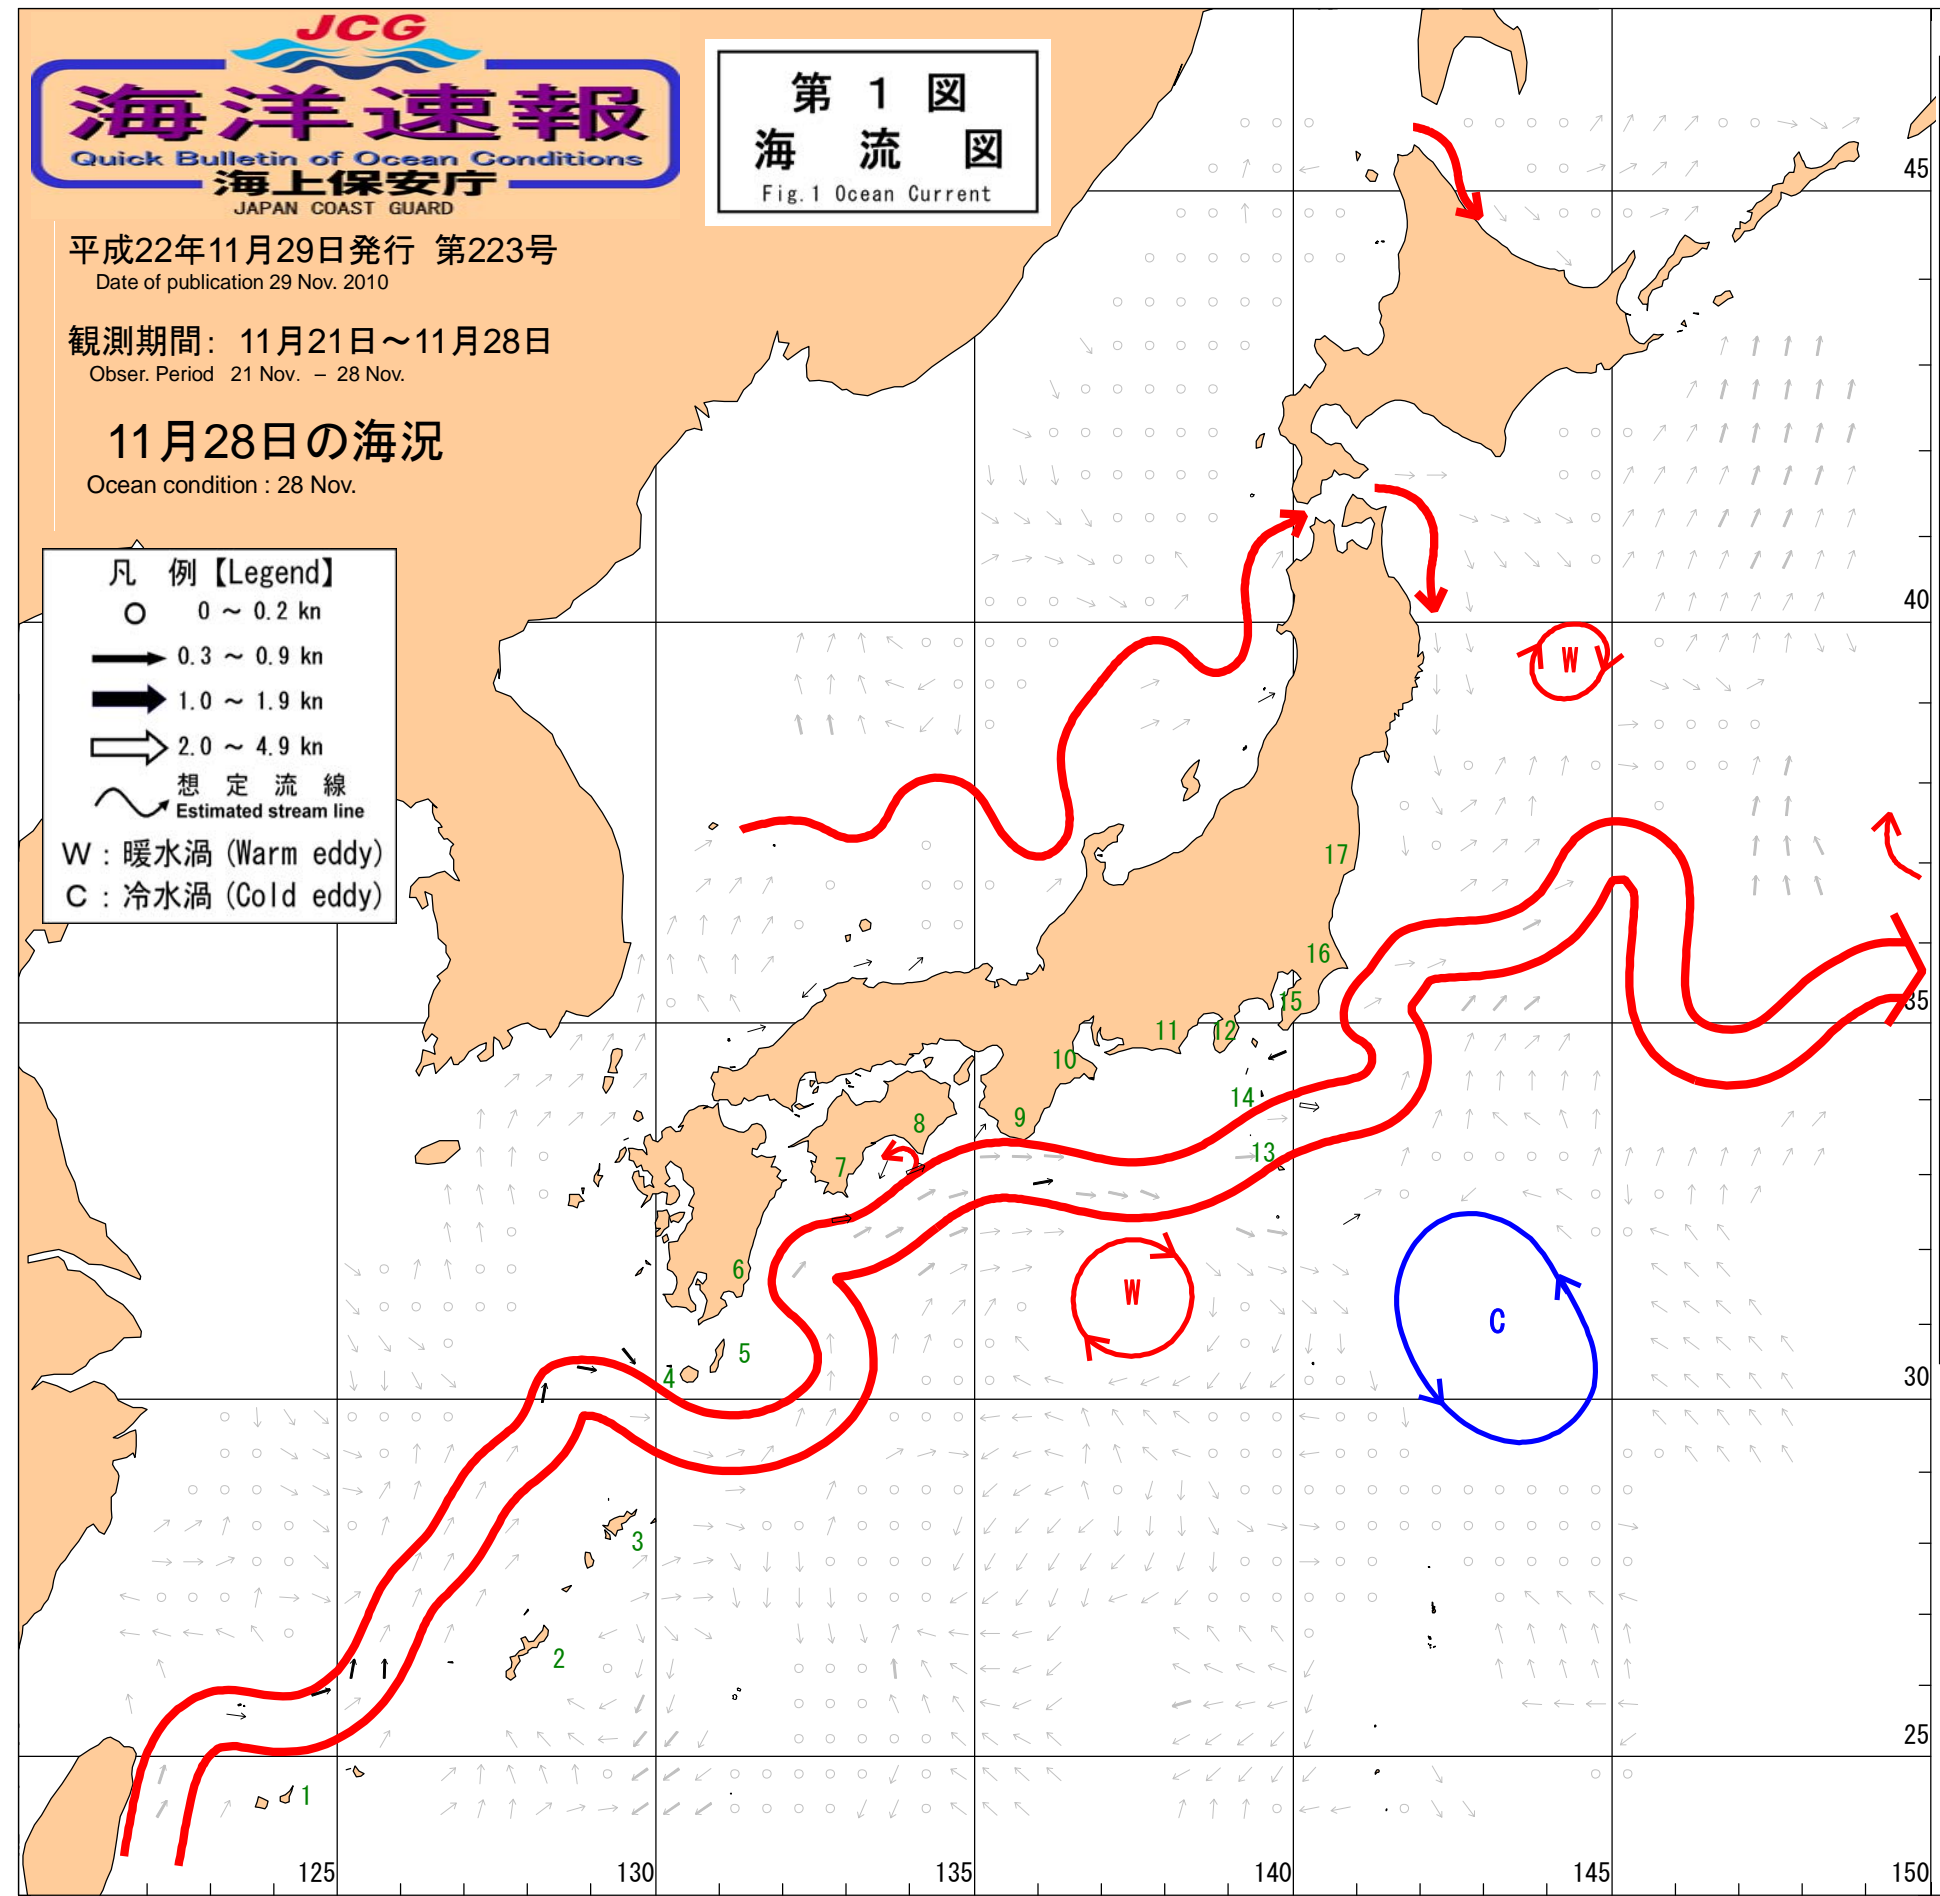 JCG
海洋速報
Quick Bulletin of Ocean Conditions
海上保安庁
JAPAN COAST GUARD
第 1 図
海 流 図
Fig.1 Ocean Current
平成22年11月29日発行 第223号
Date of publication 29 Nov. 2010
観測期間: 11月21日～11月28日
Obser. Period 21 Nov. – 28 Nov.
11月28日の海況
Ocean condition : 28 Nov.
凡 例【Legend】
0 ～ 0.2 kn
0.3 ～ 0.9 kn
1.0 ～ 1.9 kn
2.0 ～ 4.9 kn
想 定 流 線
Estimated stream line
W : 暖水渦 (Warm eddy)
C : 冷水渦 (Cold eddy)
45
40
W
17
16
15
35
12
11
10
14
9
8
13
7
6
W
C
5
4
30
3
2
25
1
125
130
135
140
145
150